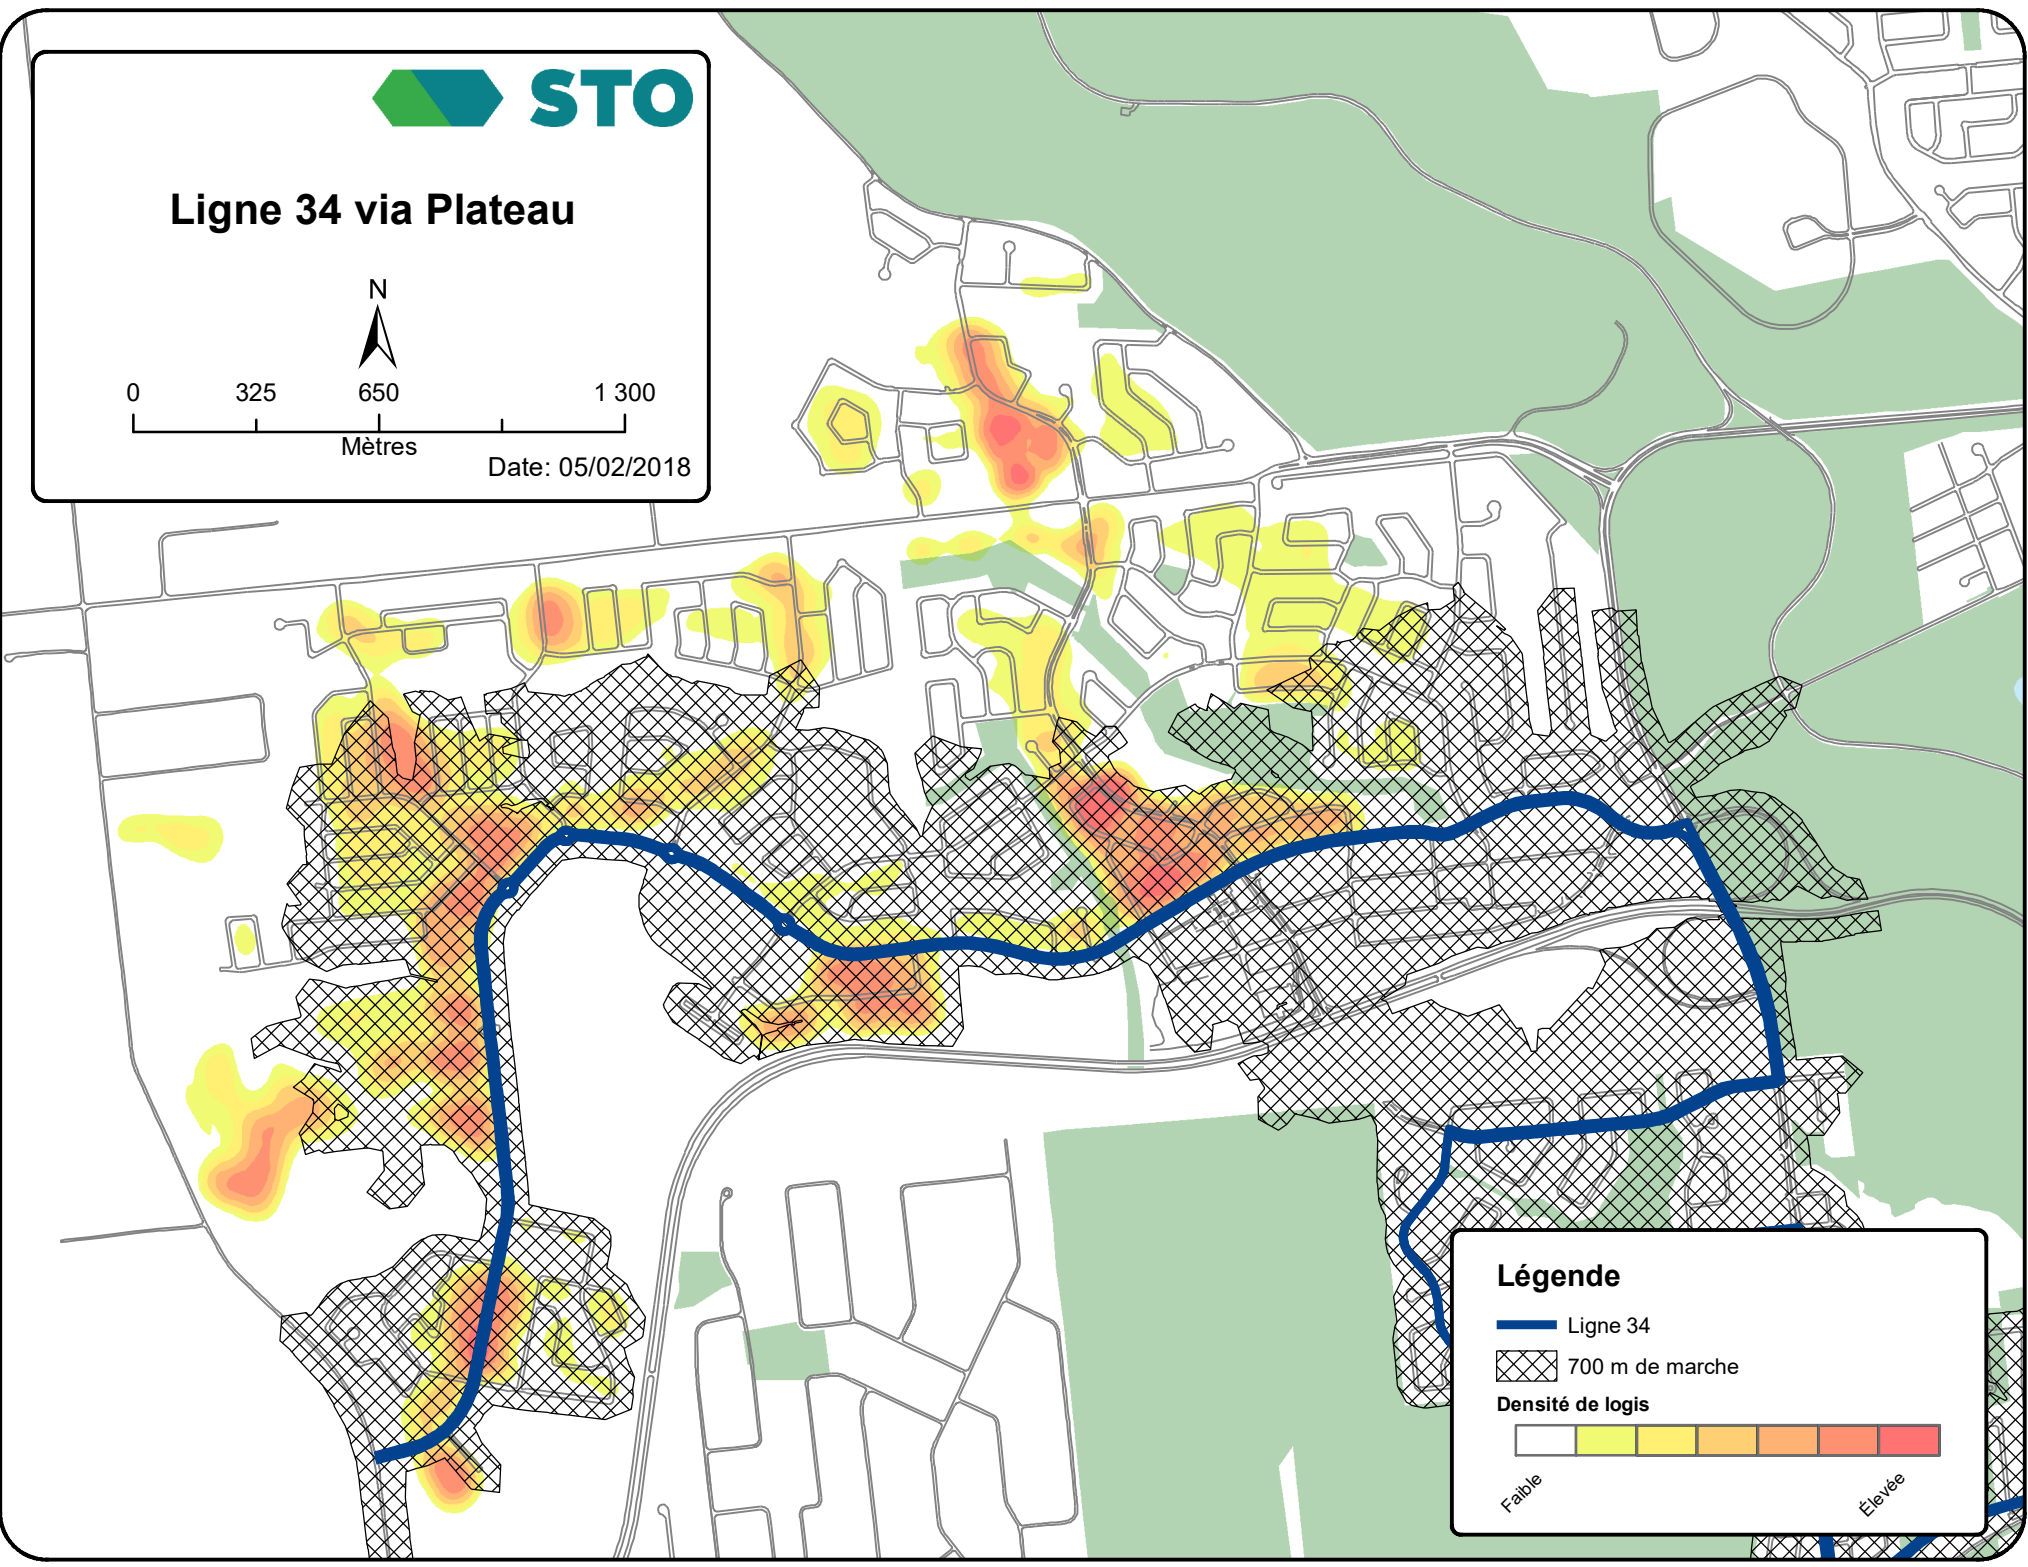 STO
Ligne 34 via Plateau
N
0 325 650 1 300
Mètres
Date: 05/02/2018
Légende
Ligne 34
700 m de marche
Densité de logis
Faible
Élevée